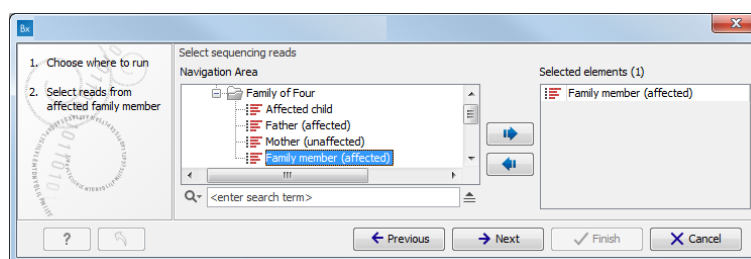 Bx
x
1. Choose where to run
2. Select reads from
affected family member
Select sequencing reads
Navigation Area
Family of Four
Affected child
Father (affected)
Mother (unaffected)
Family member (affected)
<enter search term>
Selected elements (1)
Family member (affected)
?
Previous
Next
Finish
Cancel